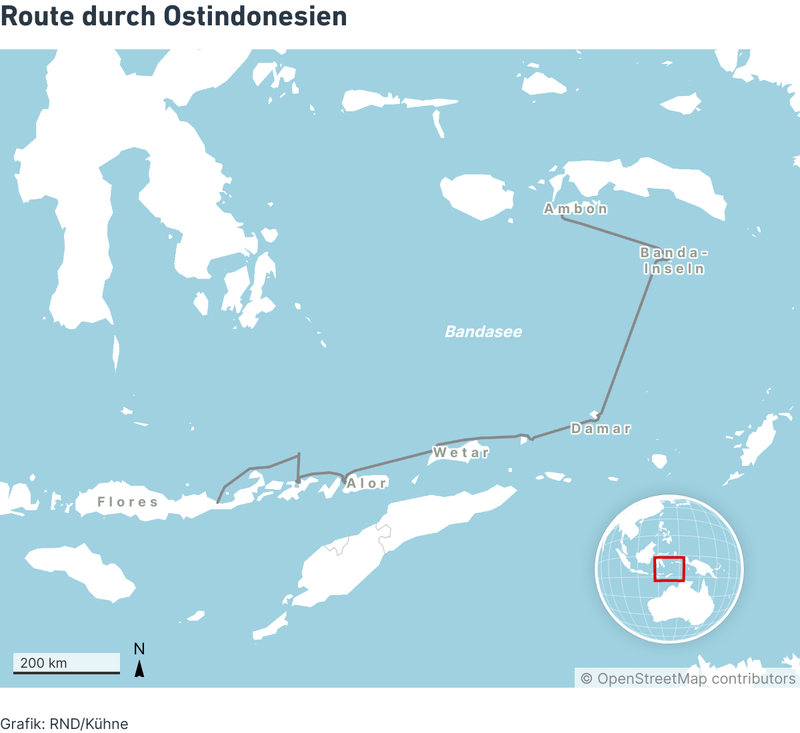 Route durch Ostindonesien
Ambon
Banda-
Inseln
Bandasee
Damar
Wetar
Alor
Flores
200 km
N
© OpenStreetMap contributors
Grafik: RND/Kühne